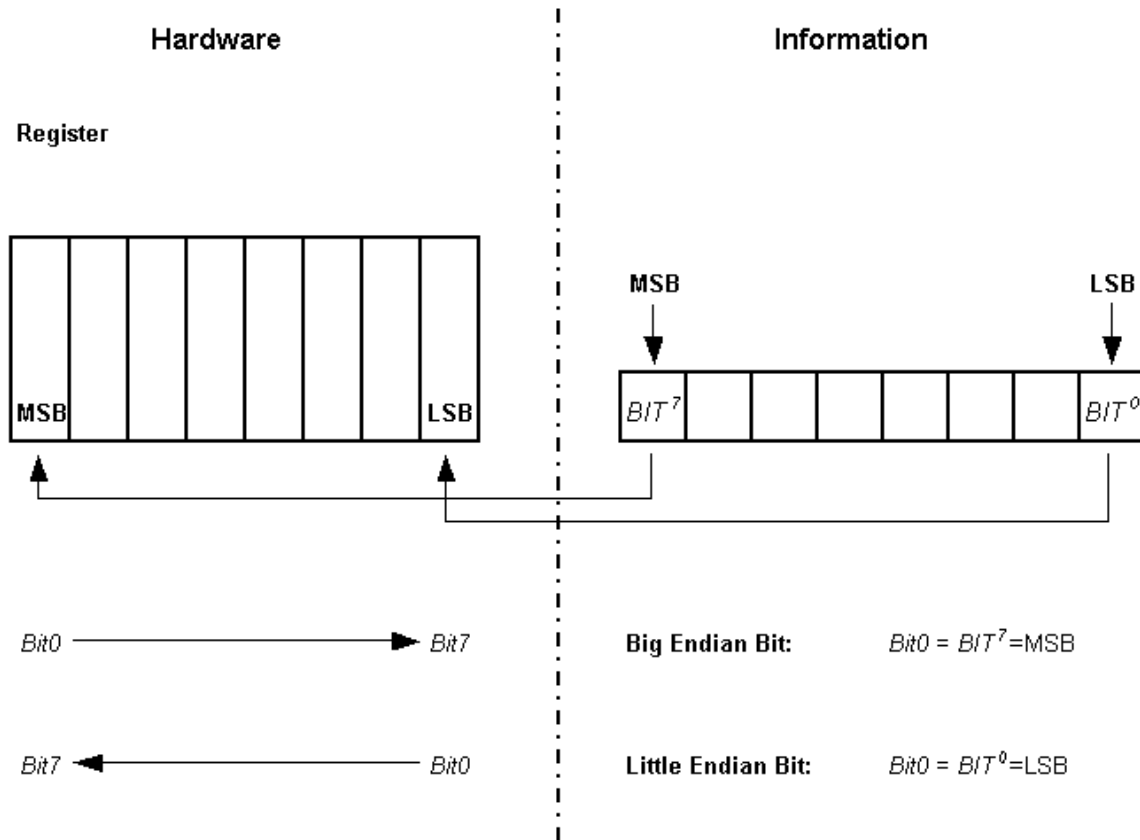 Hardware
Information
Register
MSB LSB
MSB LSB
BIT⁷ BIT⁰
Bit0 Bit7
Big Endian Bit: Bit0 = BIT⁷=MSB
Bit7 Bit0
Little Endian Bit: Bit0 = BIT⁰=LSB